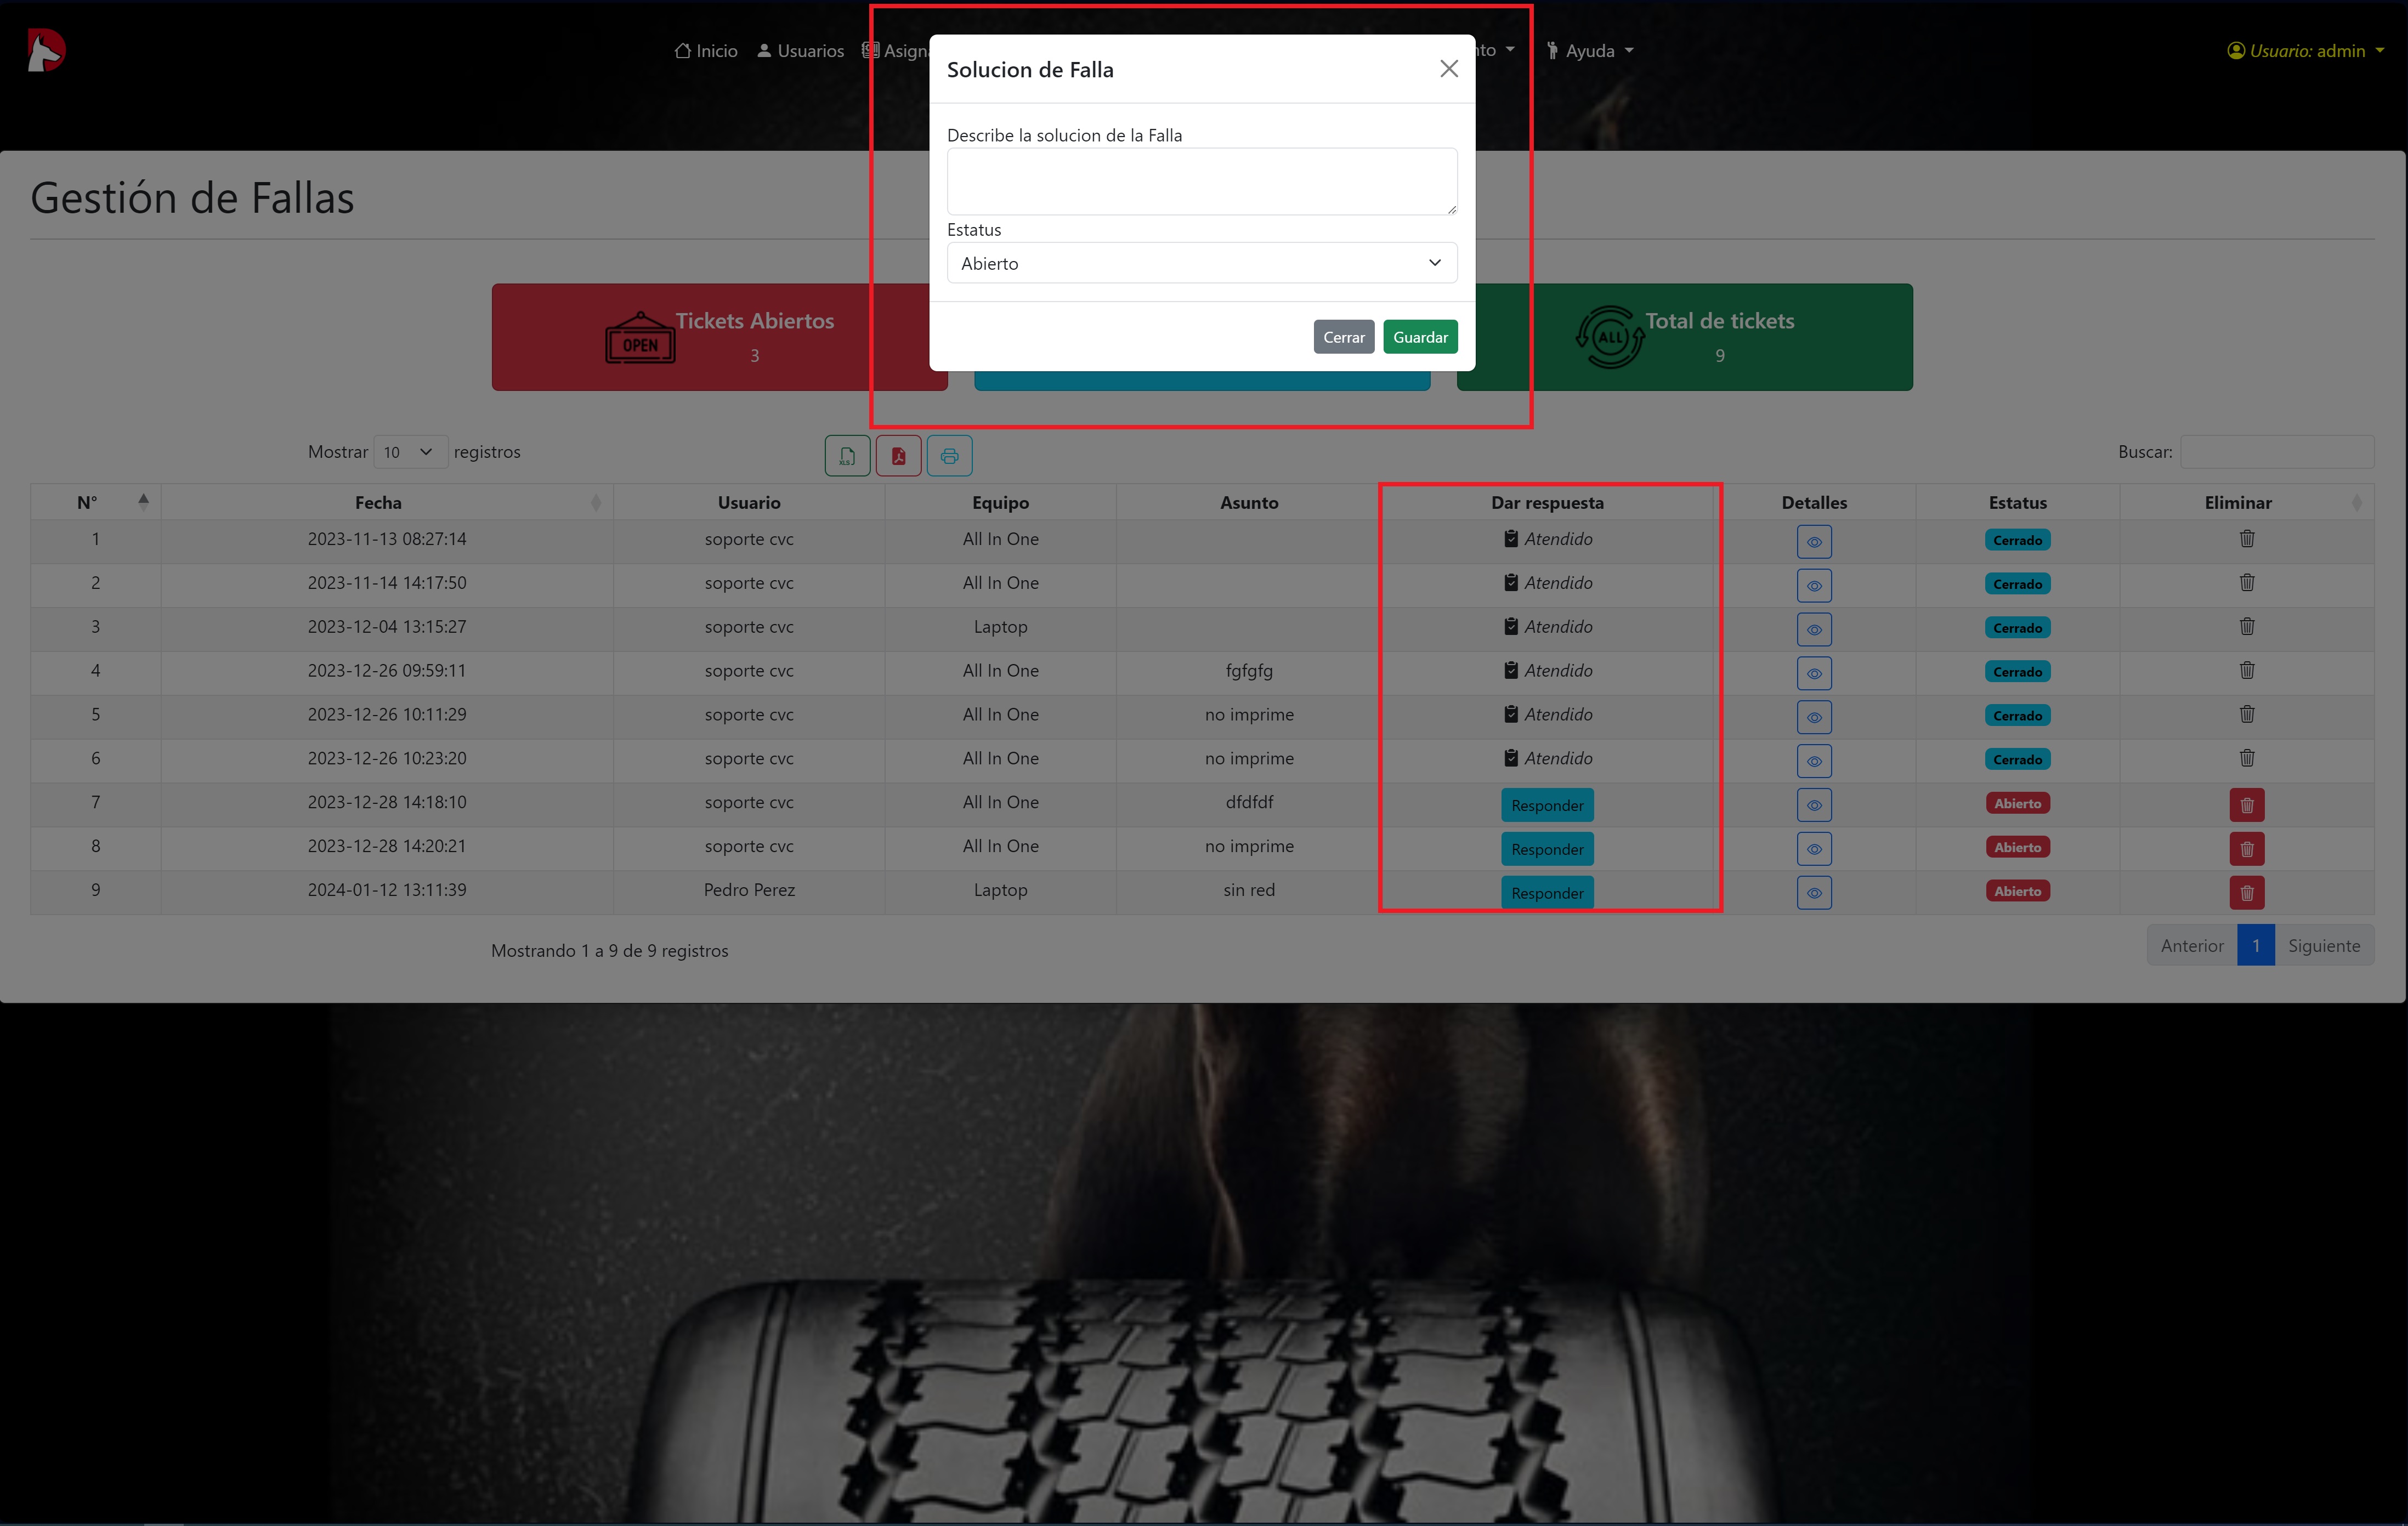 Inicio Usuarios Ayuda Usuario: admin
Solucion de Falla
Describe la solucion de la Falla
Estatus
Abierto
Cerrar Guardar
Gestión de Fallas
OPEN Tickets Abiertos
3
ALL Total de tickets
9
Mostrar 10 registros XLS Buscar:
N° Fecha Usuario Equipo Asunto Dar respuesta Detalles Estatus Eliminar
1 2023-11-13 08:27:14 soporte cvc All In One Atendido Cerrado
2 2023-11-14 14:17:50 soporte cvc All In One Atendido Cerrado
3 2023-12-04 13:15:27 soporte cvc Laptop Atendido Cerrado
4 2023-12-26 09:59:11 soporte cvc All In One fgfgfg Atendido Cerrado
5 2023-12-26 10:11:29 soporte cvc All In One no imprime Atendido Cerrado
6 2023-12-26 10:23:20 soporte cvc All In One no imprime Atendido Cerrado
7 2023-12-28 14:18:10 soporte cvc All In One dfdfdf Responder Abierto
8 2023-12-28 14:20:21 soporte cvc All In One no imprime Responder Abierto
9 2024-01-12 13:11:39 Pedro Perez Laptop sin red Responder Abierto
Mostrando 1 a 9 de 9 registros
Anterior 1 Siguiente